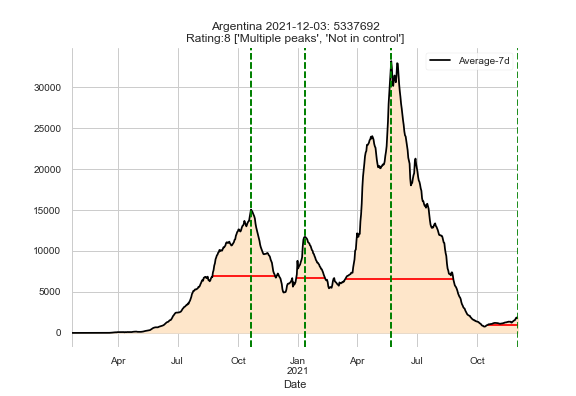 Argentina 2021-12-03: 5337692
Rating:8 ['Multiple peaks', 'Not in control']
Average-7d
30000
25000
20000
15000
10000
5000
0
Apr Jul Oct Jan Apr Jul Oct
2021
Date